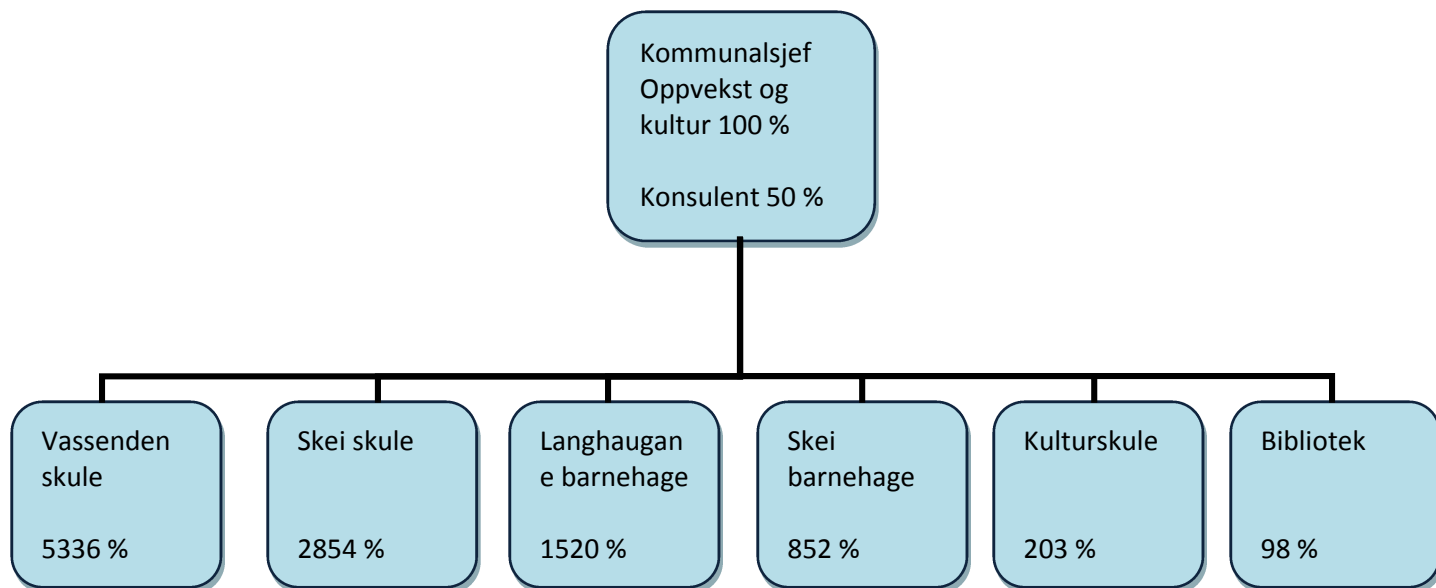 Kommunalsjef
Oppvekst og
kultur 100 %
Konsulent 50 %
Vassenden
skule
5336 %
Skei skule
2854 %
Langhaugan
e barnehage
1520 %
Skei
barnehage
852 %
Kulturskule
203 %
Bibliotek
98 %